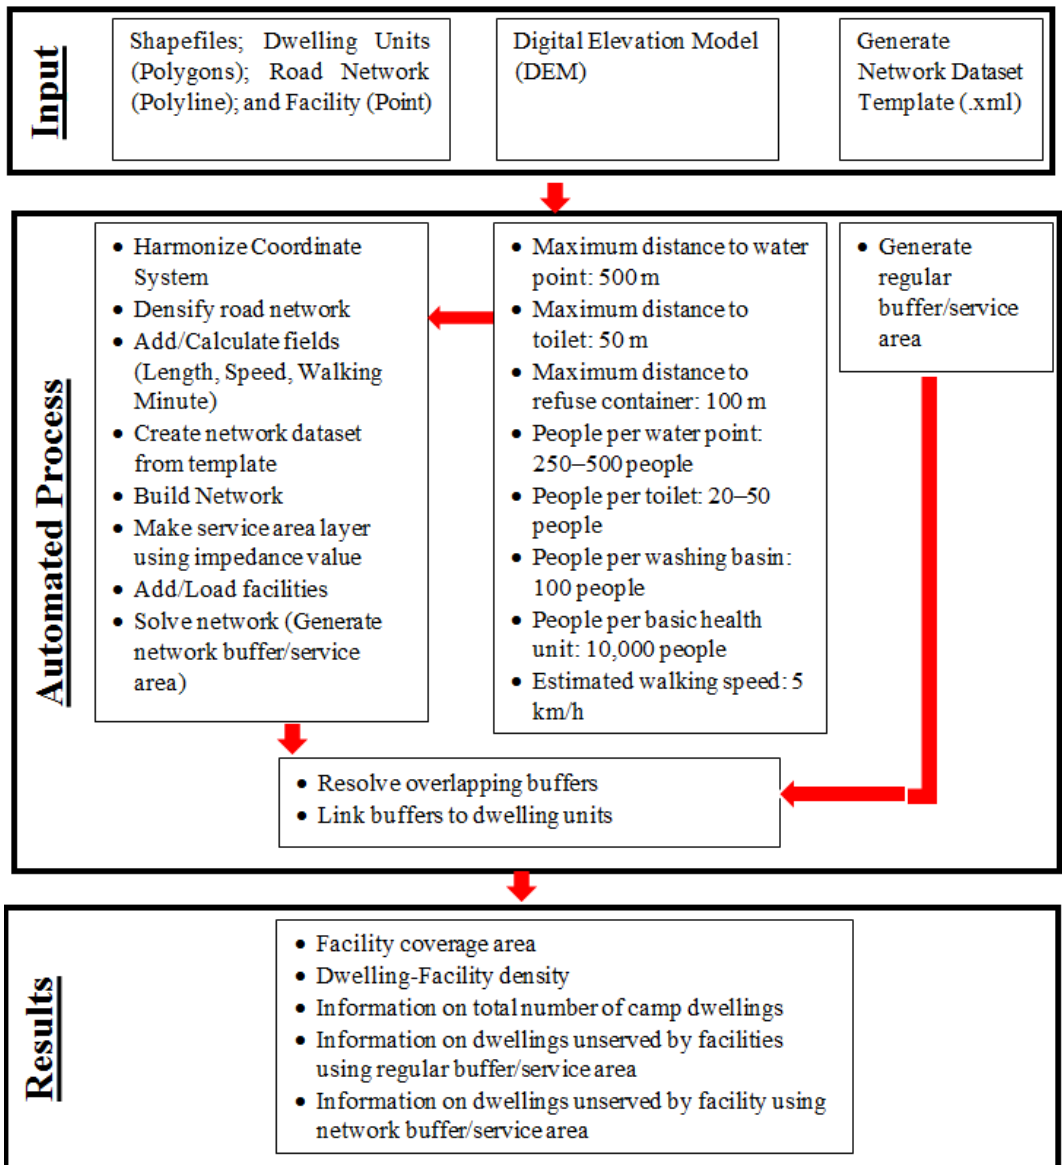 Input
Shapefiles; Dwelling Units
(Polygons); Road Network
(Polyline); and Facility (Point)
Digital Elevation Model
(DEM)
Generate
Network Dataset
Template (.xml)
Automated Process
• Harmonize Coordinate
System
• Densify road network
• Add/Calculate fields
(Length, Speed, Walking
Minute)
• Create network dataset
from template
• Build Network
• Make service area layer
using impedance value
• Add/Load facilities
• Solve network (Generate
network buffer/service
area)
• Maximum distance to water
point: 500 m
• Maximum distance to
toilet: 50 m
• Maximum distance to
refuse container: 100 m
• People per water point:
250–500 people
• People per toilet: 20–50
people
• People per washing basin:
100 people
• People per basic health
unit: 10,000 people
• Estimated walking speed: 5
km/h
• Generate
regular
buffer/service
area
• Resolve overlapping buffers
• Link buffers to dwelling units
Results
• Facility coverage area
• Dwelling-Facility density
• Information on total number of camp dwellings
• Information on dwellings unserved by facilities
using regular buffer/service area
• Information on dwellings unserved by facility using
network buffer/service area